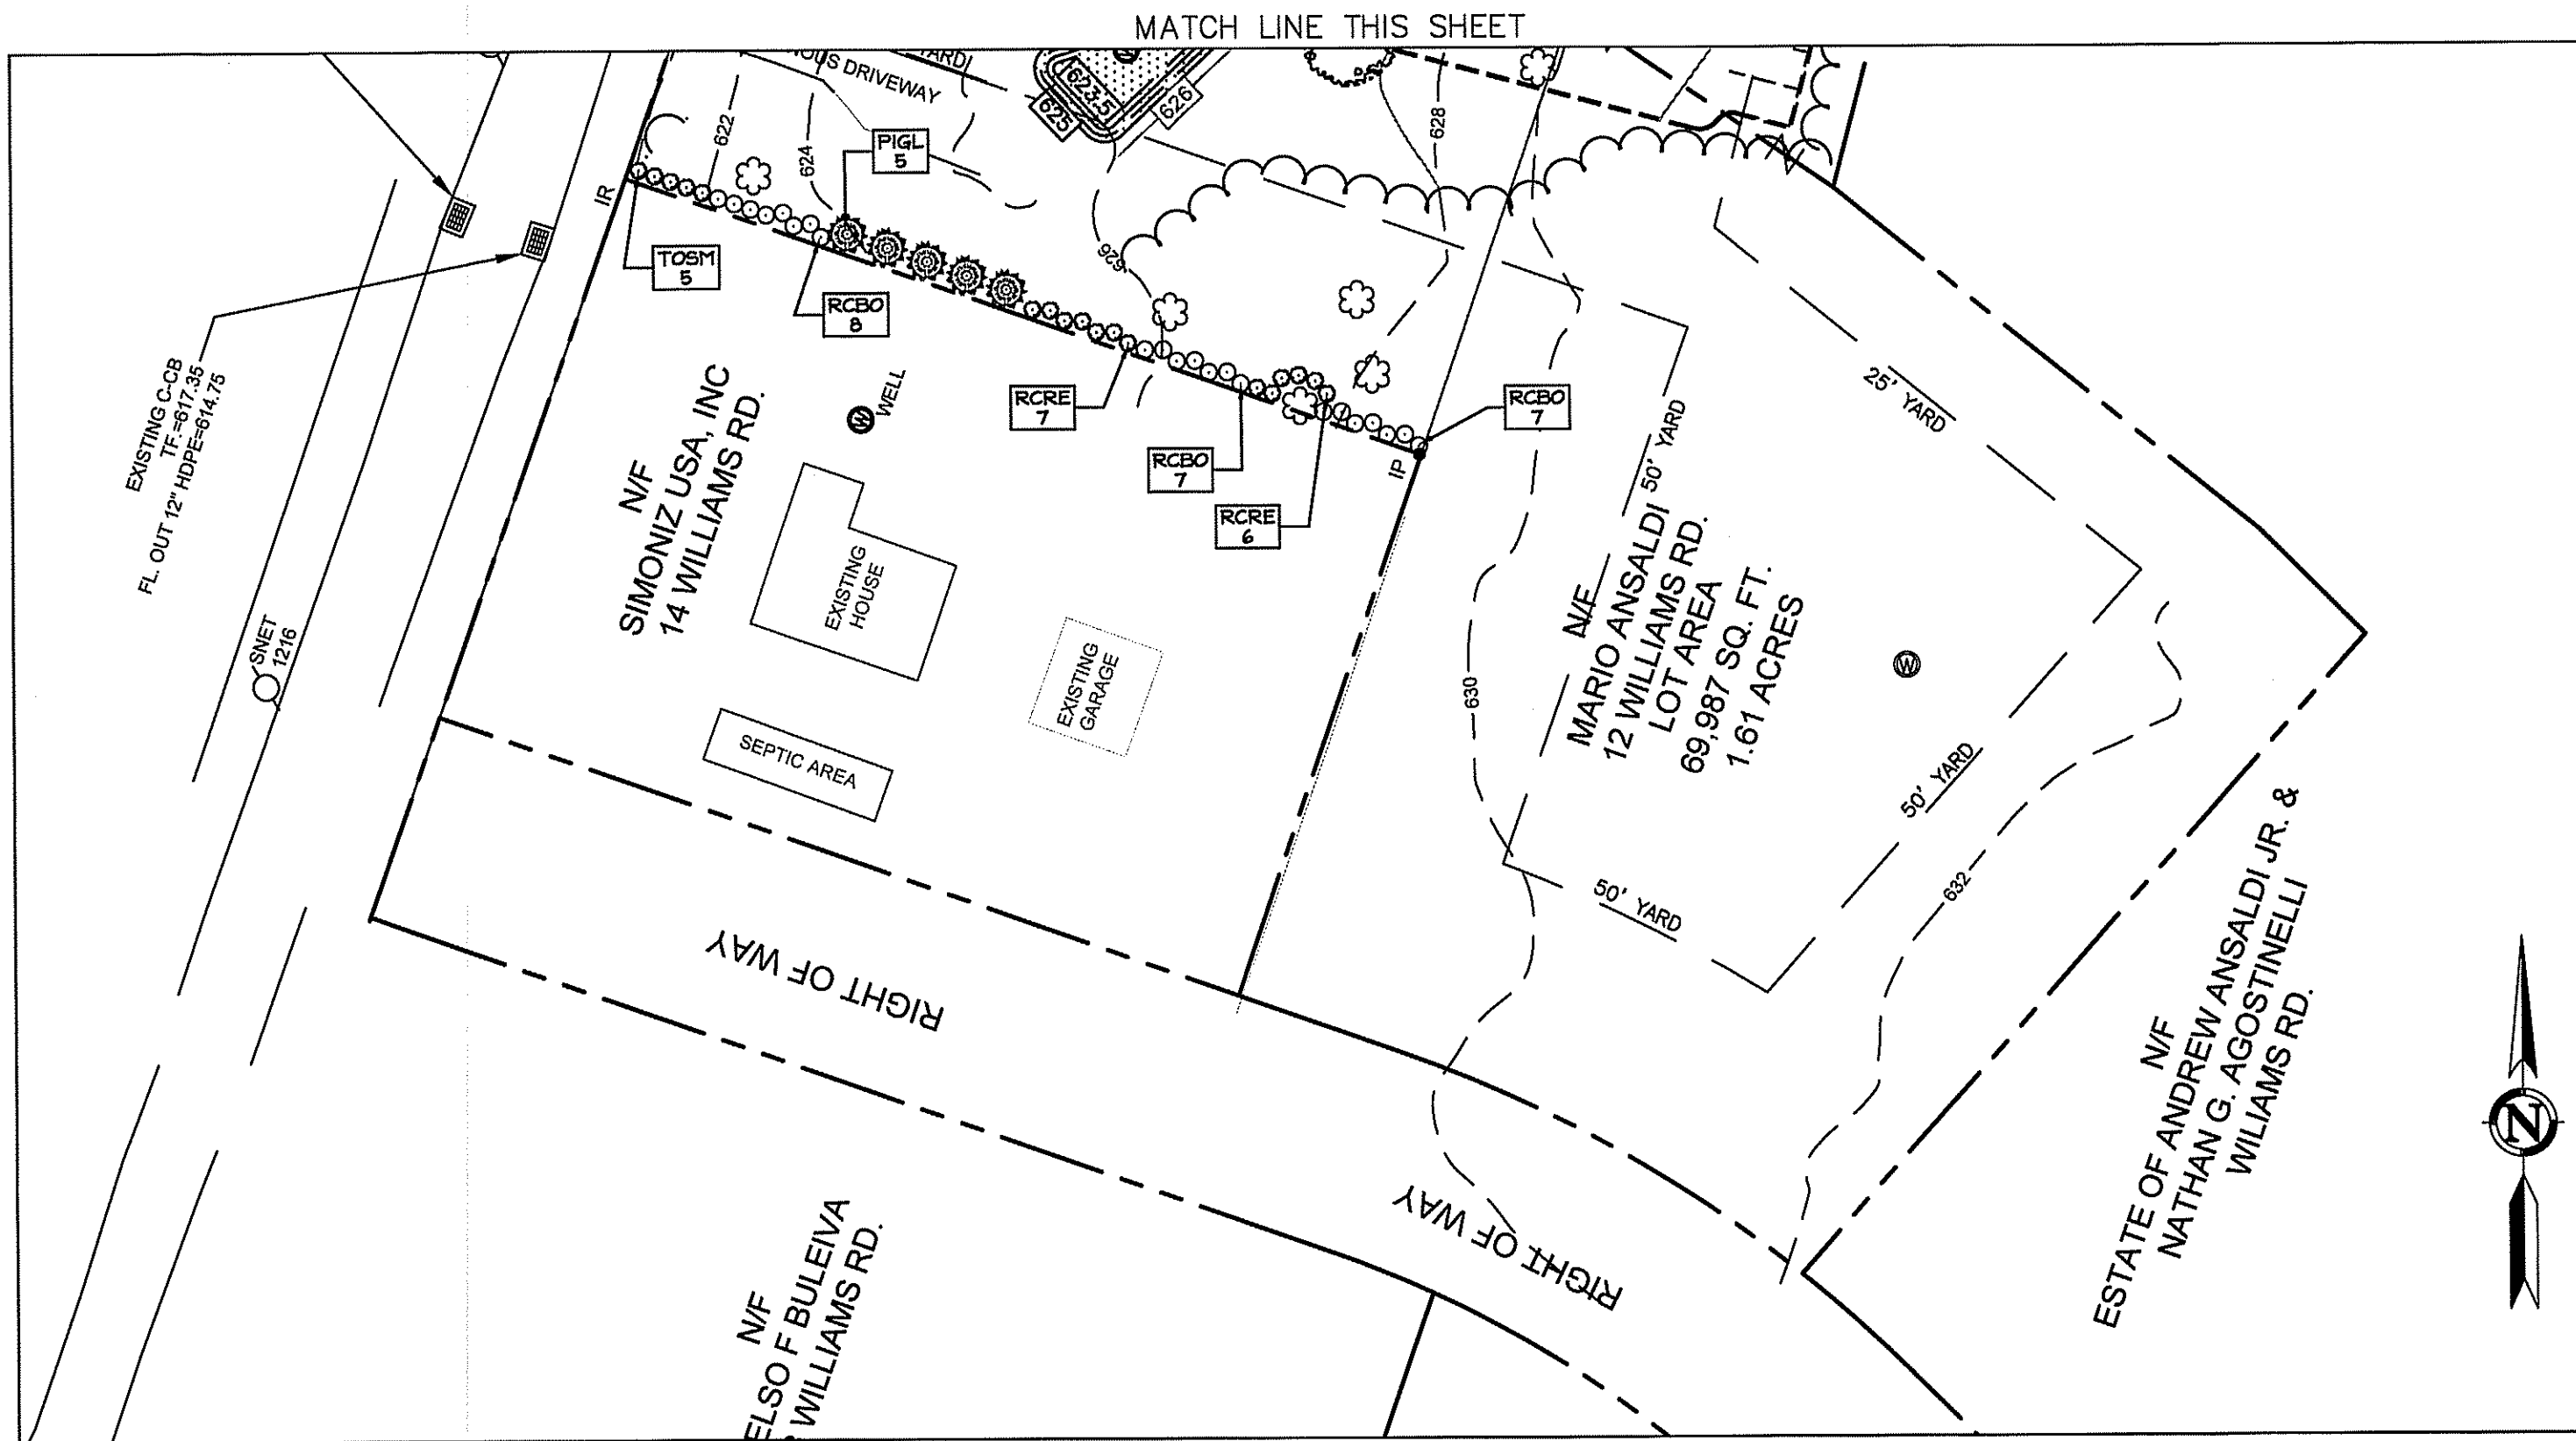 MATCH LINE THIS SHEET
YARD
OUS DRIVEWAY
622
624
PIGL
5
625
623.5
626
628
IR
TOSM
5
RCBO
8
626
EXISTING C-CB
TF.=617.35
FL. OUT 12" HDPE=614.75
RCRE
7
RCBO
7
RCRE
6
RCBO
7
IP
W WELL
N/F
SIMONIZ USA, INC
14 WILLIAMS RD.
EXISTING
HOUSE
EXISTING
GARAGE
SEPTIC AREA
SNET
1216
25' YARD
50' YARD
N/F
MARIO ANSALDI
12 WILLIAMS RD.
LOT AREA
69,987 SQ. FT.
1.61 ACRES
W
630
50' YARD
50' YARD
632
RIGHT OF WAY
RIGHT OF WAY
N/F
ESTATE OF ANDREW ANSALDI JR. &
NATHAN G. AGOSTINELLI
WILIAMS RD.
N/F
ELSO F BULEIVA
WILLIAMS RD.
N